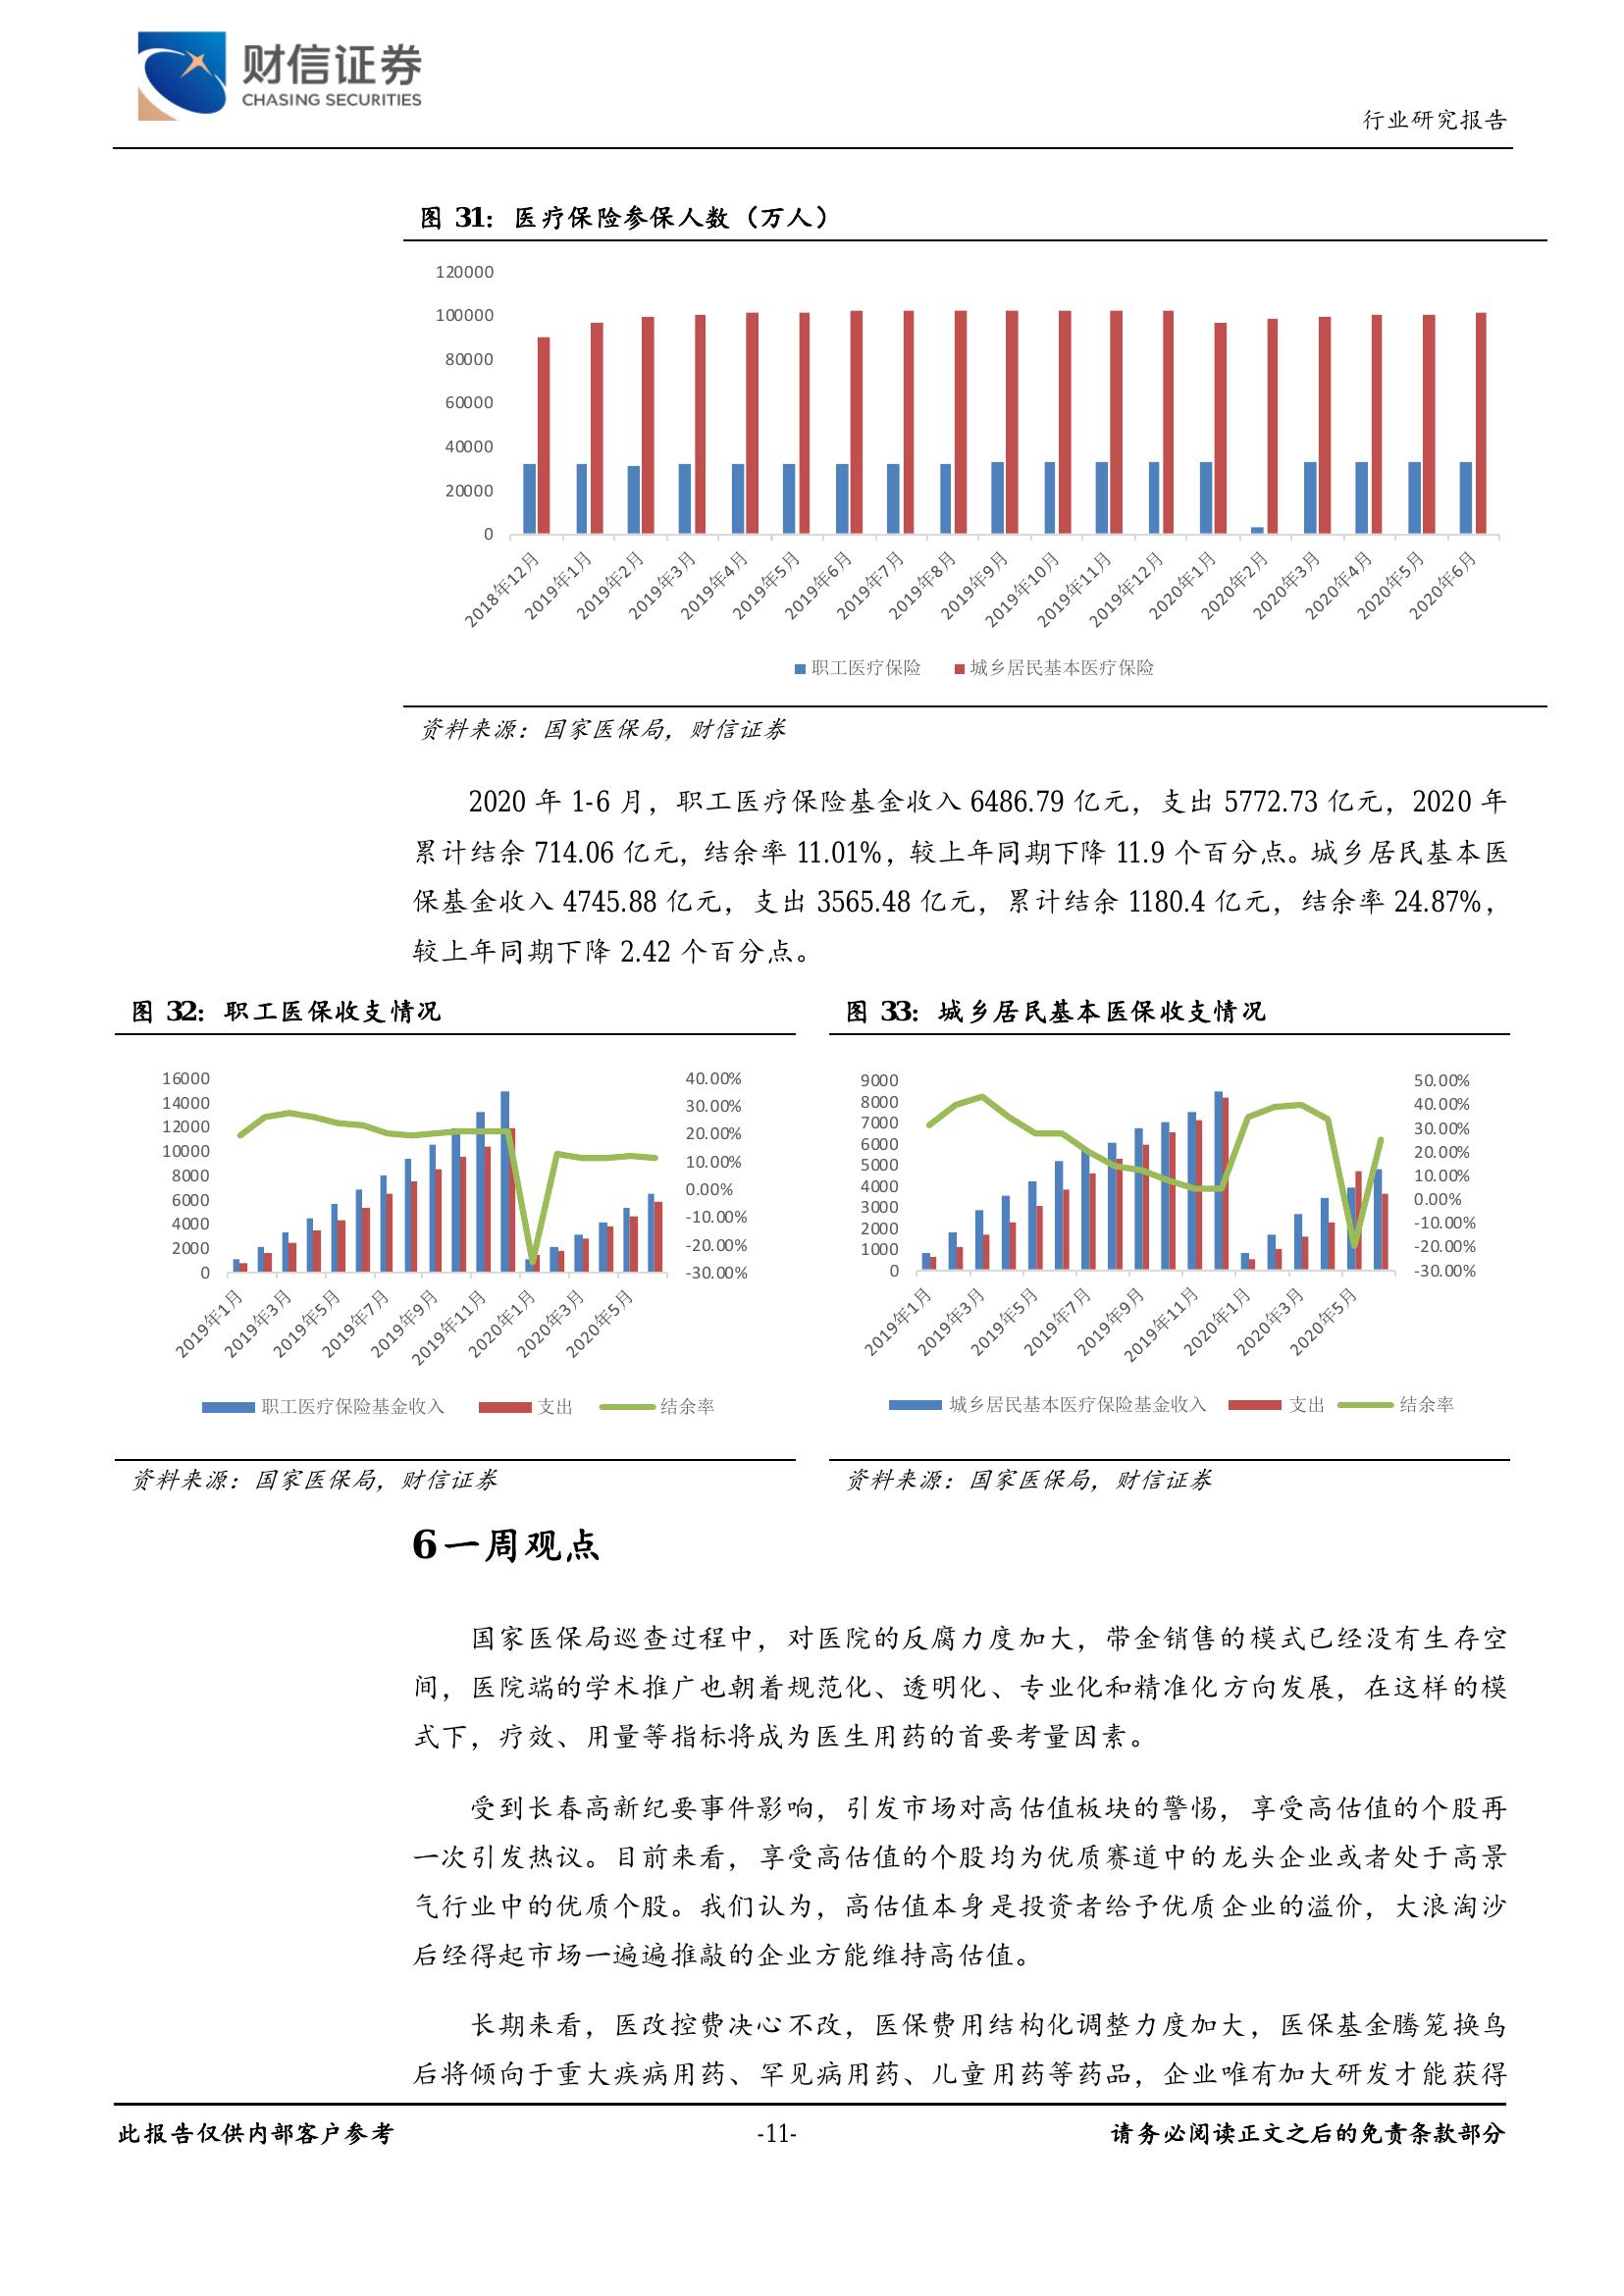 财信证券
CHASING SECURITIES
行业研究报告
图 31：医疗保险参保人数（万人）
120000
100000
80000
60000
40000
20000
0
2018年12月
2019年1月
2019年2月
2019年3月
2019年4月
2019年5月
2019年6月
2019年7月
2019年8月
2019年9月
2019年10月
2019年11月
2019年12月
2020年1月
2020年2月
2020年3月
2020年4月
2020年5月
2020年6月
职工医疗保险 城乡居民基本医疗保险
资料来源：国家医保局，财信证券
2020 年 1-6 月，职工医疗保险基金收入 6486.79 亿元，支出 5772.73 亿元，2020 年
累计结余 714.06 亿元，结余率 11.01%，较上年同期下降 11.9 个百分点。城乡居民基本医
保基金收入 4745.88 亿元，支出 3565.48 亿元，累计结余 1180.4 亿元，结余率 24.87%，
较上年同期下降 2.42 个百分点。
图 32：职工医保收支情况
16000
14000
12000
10000
8000
6000
4000
2000
0
40.00%
30.00%
20.00%
10.00%
0.00%
-10.00%
-20.00%
-30.00%
2019年1月
2019年3月
2019年5月
2019年7月
2019年9月
2019年11月
2020年1月
2020年3月
2020年5月
职工医疗保险基金收入 支出 结余率
资料来源：国家医保局，财信证券
图 33：城乡居民基本医保收支情况
9000
8000
7000
6000
5000
4000
3000
2000
1000
0
50.00%
40.00%
30.00%
20.00%
10.00%
0.00%
-10.00%
-20.00%
-30.00%
2019年1月
2019年3月
2019年5月
2019年7月
2019年9月
2019年11月
2020年1月
2020年3月
2020年5月
城乡居民基本医疗保险基金收入 支出 结余率
资料来源：国家医保局，财信证券
6 一周观点
国家医保局巡查过程中，对医院的反腐力度加大，带金销售的模式已经没有生存空
间，医院端的学术推广也朝着规范化、透明化、专业化和精准化方向发展，在这样的模
式下，疗效、用量等指标将成为医生用药的首要考量因素。
受到长春高新纪要事件影响，引发市场对高估值板块的警惕，享受高估值的个股再
一次引发热议。目前来看，享受高估值的个股均为优质赛道中的龙头企业或者处于高景
气行业中的优质个股。我们认为，高估值本身是投资者给予优质企业的溢价，大浪淘沙
后经得起市场一遍遍推敲的企业方能维持高估值。
长期来看，医改控费决心不改，医保费用结构化调整力度加大，医保基金腾笼换鸟
后将倾向于重大疾病用药、罕见病用药、儿童用药等药品，企业唯有加大研发才能获得
此报告仅供内部客户参考
-11-
请务必阅读正文之后的免责条款部分